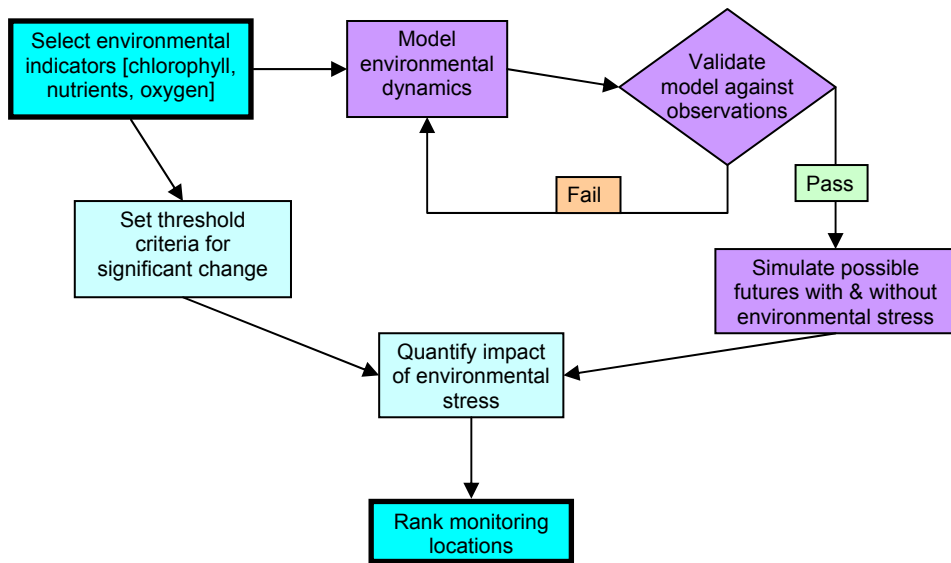 Select environmental
indicators [chlorophyll,
nutrients, oxygen]
Model
environmental
dynamics
Validate
model against
observations
Fail
Pass
Set threshold
criteria for
significant change
Simulate possible
futures with & without
environmental stress
Quantify impact
of environmental
stress
Rank monitoring
locations